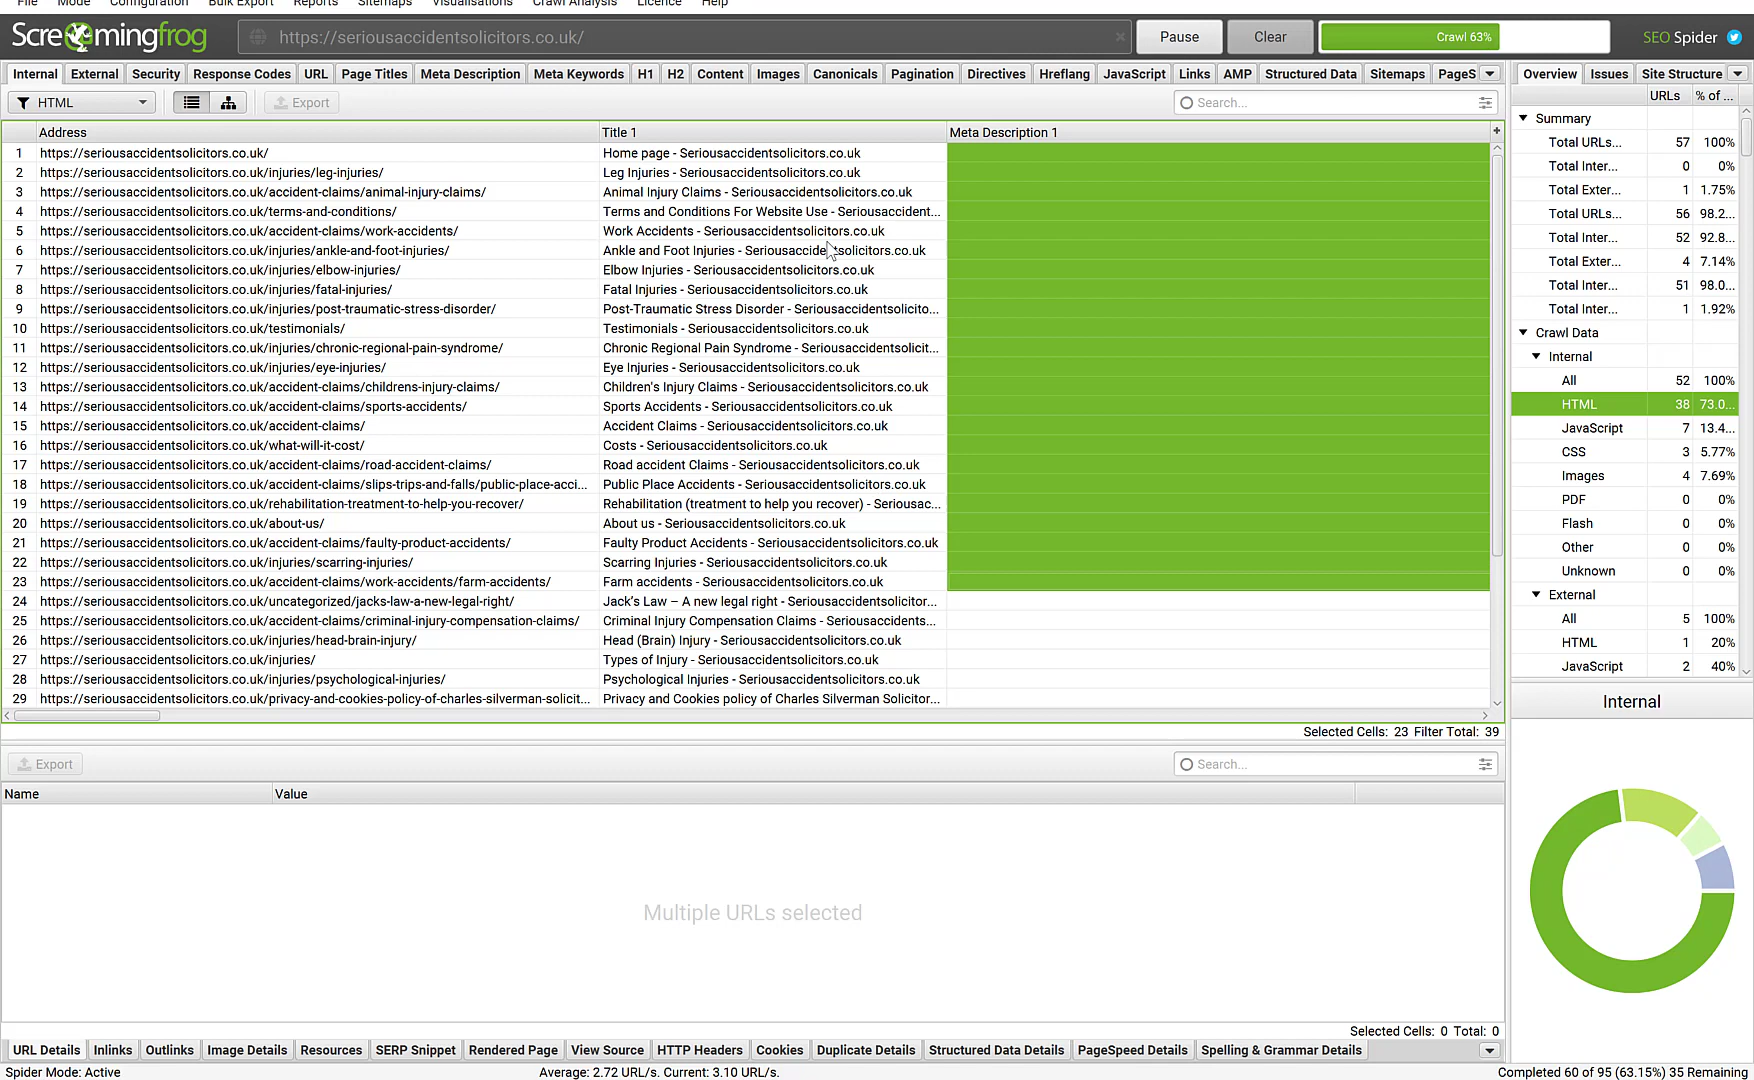 File Mode Configuration Bulk Export Reports Sitemaps Visualisations Crawl Analysis Licence Help
Screamingfrog https://seriousaccidentsolicitors.co.uk/ Pause Clear Crawl 63% SEO Spider
Internal External Security Response Codes URL Page Titles Meta Description Meta Keywords H1 H2 Content Images Canonicals Pagination Directives Hreflang JavaScript Links AMP Structured Data Sitemaps PageS
Overview Issues Site Structure
HTML Export Search...
URLs % of ...
Address Title 1 Meta Description 1 +
1 https://seriousaccidentsolicitors.co.uk/ Home page - Seriousaccidentsolicitors.co.uk
2 https://seriousaccidentsolicitors.co.uk/injuries/leg-injuries/ Leg Injuries - Seriousaccidentsolicitors.co.uk
3 https://seriousaccidentsolicitors.co.uk/accident-claims/animal-injury-claims/ Animal Injury Claims - Seriousaccidentsolicitors.co.uk
4 https://seriousaccidentsolicitors.co.uk/terms-and-conditions/ Terms and Conditions For Website Use - Seriousaccident...
5 https://seriousaccidentsolicitors.co.uk/accident-claims/work-accidents/ Work Accidents - Seriousaccidentsolicitors.co.uk
6 https://seriousaccidentsolicitors.co.uk/injuries/ankle-and-foot-injuries/ Ankle and Foot Injuries - Seriousaccidentsolicitors.co.uk
7 https://seriousaccidentsolicitors.co.uk/injuries/elbow-injuries/ Elbow Injuries - Seriousaccidentsolicitors.co.uk
8 https://seriousaccidentsolicitors.co.uk/injuries/fatal-injuries/ Fatal Injuries - Seriousaccidentsolicitors.co.uk
9 https://seriousaccidentsolicitors.co.uk/injuries/post-traumatic-stress-disorder/ Post-Traumatic Stress Disorder - Seriousaccidentsolicito...
10 https://seriousaccidentsolicitors.co.uk/testimonials/ Testimonials - Seriousaccidentsolicitors.co.uk
11 https://seriousaccidentsolicitors.co.uk/injuries/chronic-regional-pain-syndrome/ Chronic Regional Pain Syndrome - Seriousaccidentsolicit...
12 https://seriousaccidentsolicitors.co.uk/injuries/eye-injuries/ Eye Injuries - Seriousaccidentsolicitors.co.uk
13 https://seriousaccidentsolicitors.co.uk/accident-claims/childrens-injury-claims/ Children's Injury Claims - Seriousaccidentsolicitors.co.uk
14 https://seriousaccidentsolicitors.co.uk/accident-claims/sports-accidents/ Sports Accidents - Seriousaccidentsolicitors.co.uk
15 https://seriousaccidentsolicitors.co.uk/accident-claims/ Accident Claims - Seriousaccidentsolicitors.co.uk
16 https://seriousaccidentsolicitors.co.uk/what-will-it-cost/ Costs - Seriousaccidentsolicitors.co.uk
17 https://seriousaccidentsolicitors.co.uk/accident-claims/road-accident-claims/ Road accident Claims - Seriousaccidentsolicitors.co.uk
18 https://seriousaccidentsolicitors.co.uk/accident-claims/slips-trips-and-falls/public-place-acci... Public Place Accidents - Seriousaccidentsolicitors.co.uk
19 https://seriousaccidentsolicitors.co.uk/rehabilitation-treatment-to-help-you-recover/ Rehabilitation (treatment to help you recover) - Seriousac...
20 https://seriousaccidentsolicitors.co.uk/about-us/ About us - Seriousaccidentsolicitors.co.uk
21 https://seriousaccidentsolicitors.co.uk/accident-claims/faulty-product-accidents/ Faulty Product Accidents - Seriousaccidentsolicitors.co.uk
22 https://seriousaccidentsolicitors.co.uk/injuries/scarring-injuries/ Scarring Injuries - Seriousaccidentsolicitors.co.uk
23 https://seriousaccidentsolicitors.co.uk/accident-claims/work-accidents/farm-accidents/ Farm accidents - Seriousaccidentsolicitors.co.uk
24 https://seriousaccidentsolicitors.co.uk/uncategorized/jacks-law-a-new-legal-right/ Jack's Law – A new legal right - Seriousaccidentsolicitor...
25 https://seriousaccidentsolicitors.co.uk/accident-claims/criminal-injury-compensation-claims/ Criminal Injury Compensation Claims - Seriousaccidents...
26 https://seriousaccidentsolicitors.co.uk/injuries/head-brain-injury/ Head (Brain) Injury - Seriousaccidentsolicitors.co.uk
27 https://seriousaccidentsolicitors.co.uk/injuries/ Types of Injury - Seriousaccidentsolicitors.co.uk
28 https://seriousaccidentsolicitors.co.uk/injuries/psychological-injuries/ Psychological Injuries - Seriousaccidentsolicitors.co.uk
29 https://seriousaccidentsolicitors.co.uk/privacy-and-cookies-policy-of-charles-silverman-solicit... Privacy and Cookies policy of Charles Silverman Solicitor...
Selected Cells: 23 Filter Total: 39
Summary
Total URLs... 57 100%
Total Inter... 0 0%
Total Exter... 1 1.75%
Total URLs... 56 98.2...
Total Inter... 52 92.8...
Total Exter... 4 7.14%
Total Inter... 51 98.0...
Total Inter... 1 1.92%
Crawl Data
Internal
All 52 100%
HTML 38 73.0...
JavaScript 7 13.4...
CSS 3 5.77%
Images 4 7.69%
PDF 0 0%
Flash 0 0%
Other 0 0%
Unknown 0 0%
External
All 5 100%
HTML 1 20%
JavaScript 2 40%
Internal
Export Search...
Name Value
Multiple URLs selected
Selected Cells: 0 Total: 0
URL Details Inlinks Outlinks Image Details Resources SERP Snippet Rendered Page View Source HTTP Headers Cookies Duplicate Details Structured Data Details PageSpeed Details Spelling & Grammar Details
Spider Mode: Active Average: 2.72 URL/s. Current: 3.10 URL/s. Completed 60 of 95 (63.15%) 35 Remaining